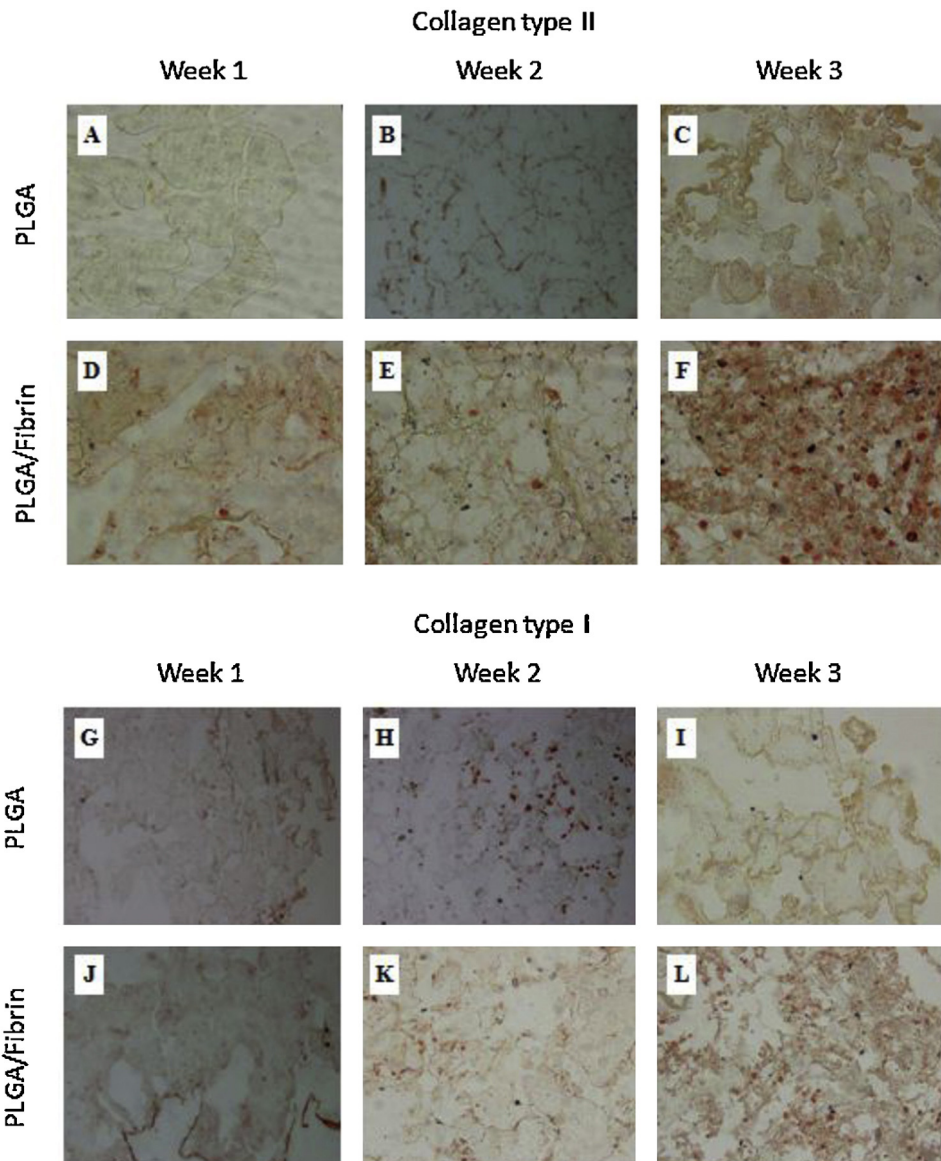 Collagen type II
Week 1 Week 2 Week 3
PLGA
A B C
PLGA/Fibrin
D E F
Collagen type I
Week 1 Week 2 Week 3
PLGA
G H I
PLGA/Fibrin
J K L